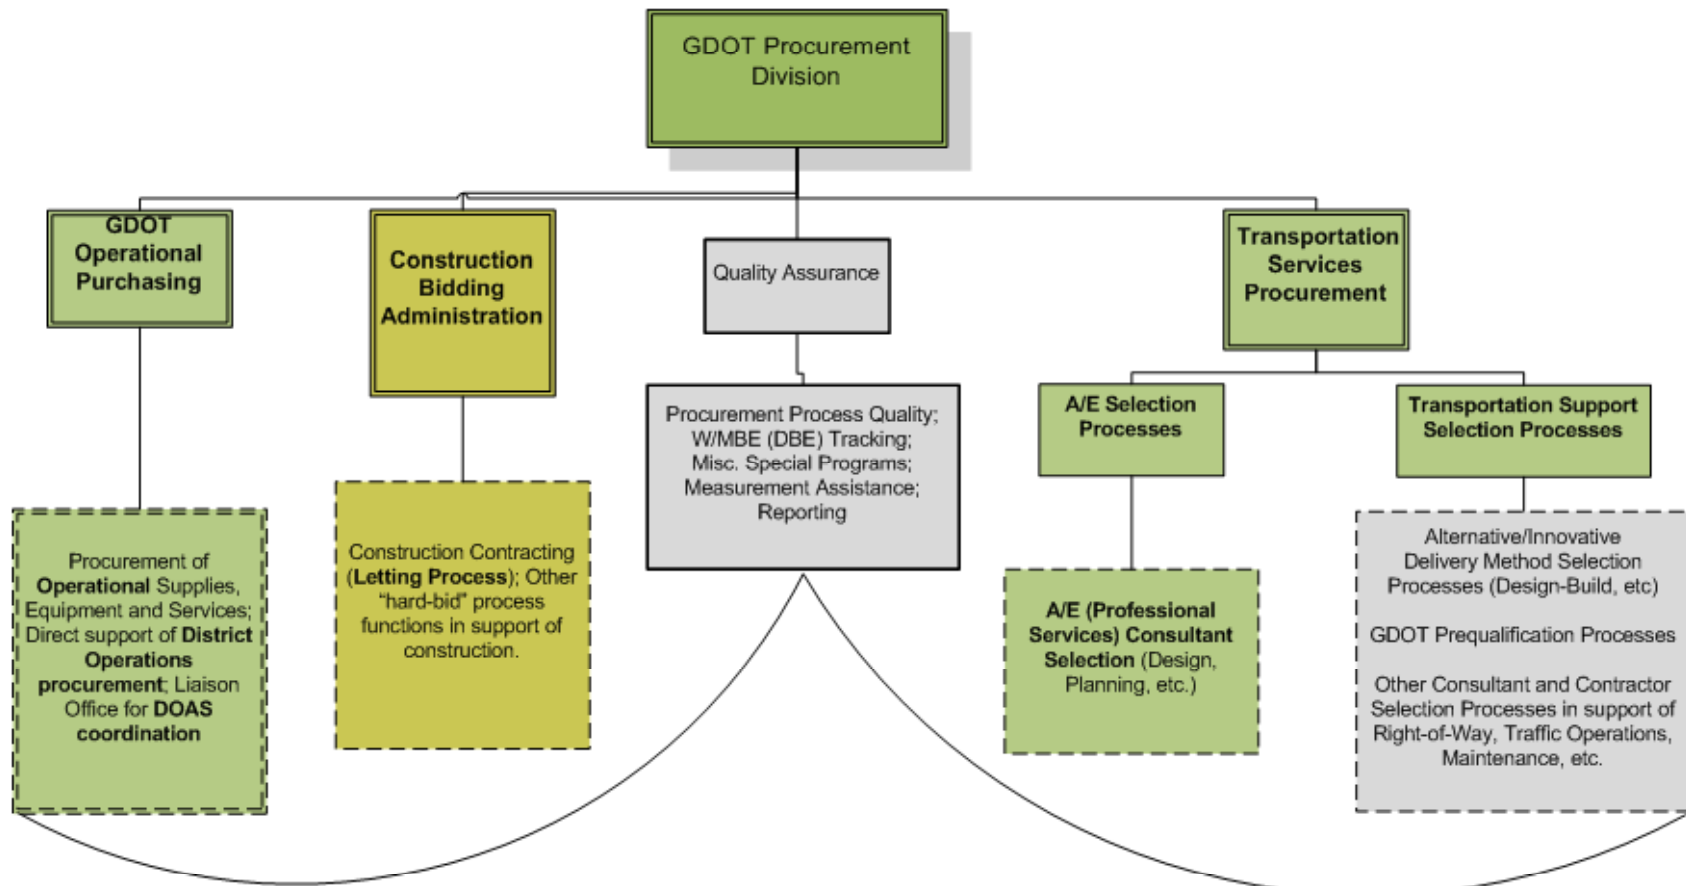 GDOT Procurement
Division
GDOT
Operational
Purchasing
Construction
Bidding
Administration
Quality Assurance
Transportation
Services
Procurement
Procurement Process Quality;
W/MBE (DBE) Tracking;
Misc. Special Programs;
Measurement Assistance;
Reporting
A/E Selection
Processes
Transportation Support
Selection Processes
Procurement of
Operational Supplies,
Equipment and Services;
Direct support of District
Operations
procurement; Liaison
Office for DOAS
coordination
Construction Contracting
(Letting Process); Other
“hard-bid” process
functions in support of
construction.
A/E (Professional
Services) Consultant
Selection (Design,
Planning, etc.)
Alternative/Innovative
Delivery Method Selection
Processes (Design-Build, etc)
GDOT Prequalification Processes
Other Consultant and Contractor
Selection Processes in support of
Right-of-Way, Traffic Operations,
Maintenance, etc.